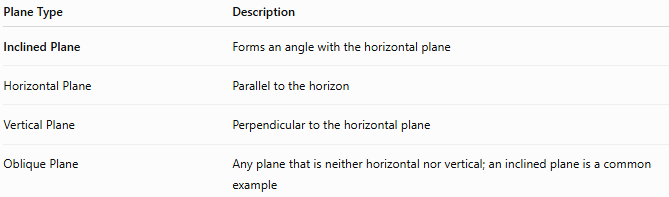 Plane Type Description
Inclined Plane Forms an angle with the horizontal plane
Horizontal Plane Parallel to the horizon
Vertical Plane Perpendicular to the horizontal plane
Oblique Plane Any plane that is neither horizontal nor vertical; an inclined plane is a common
example